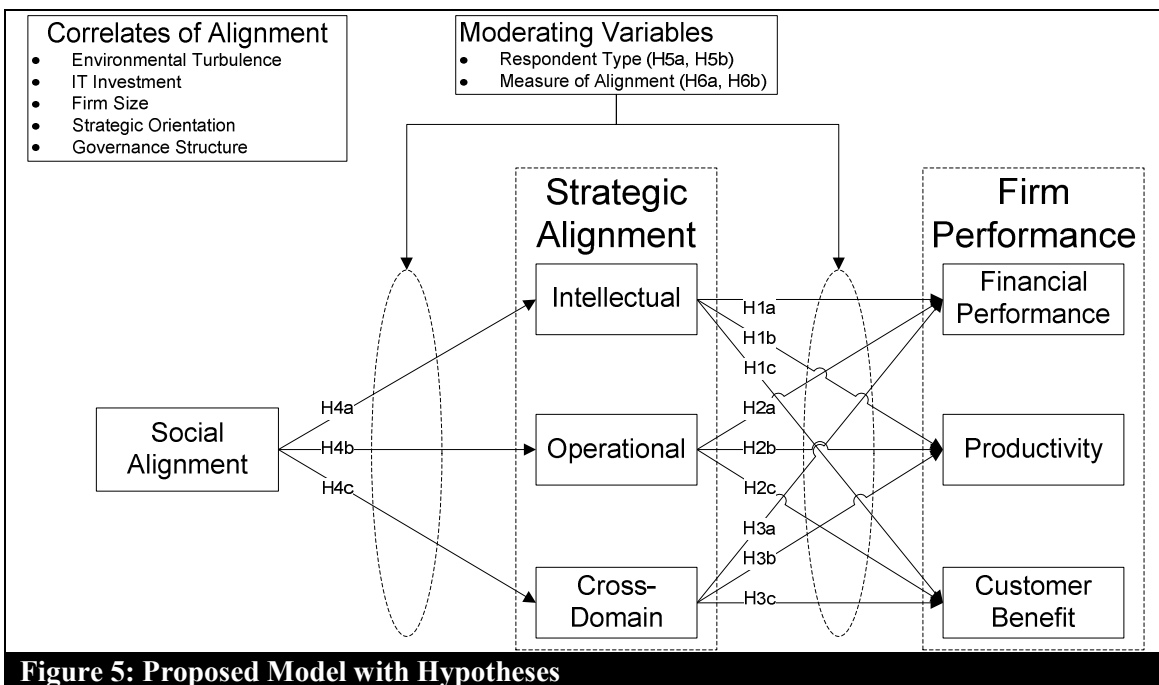 Correlates of Alignment
• Environmental Turbulence
• IT Investment
• Firm Size
• Strategic Orientation
• Governance Structure
Moderating Variables
• Respondent Type (H5a, H5b)
• Measure of Alignment (H6a, H6b)
Strategic
Alignment
Firm
Performance
Social
Alignment
H4a
H4b
H4c
Intellectual
Operational
Cross-
Domain
H1a
H1b
H1c
H2a
H2b
H2c
H3a
H3b
H3c
Financial
Performance
Productivity
Customer
Benefit
Figure 5: Proposed Model with Hypotheses